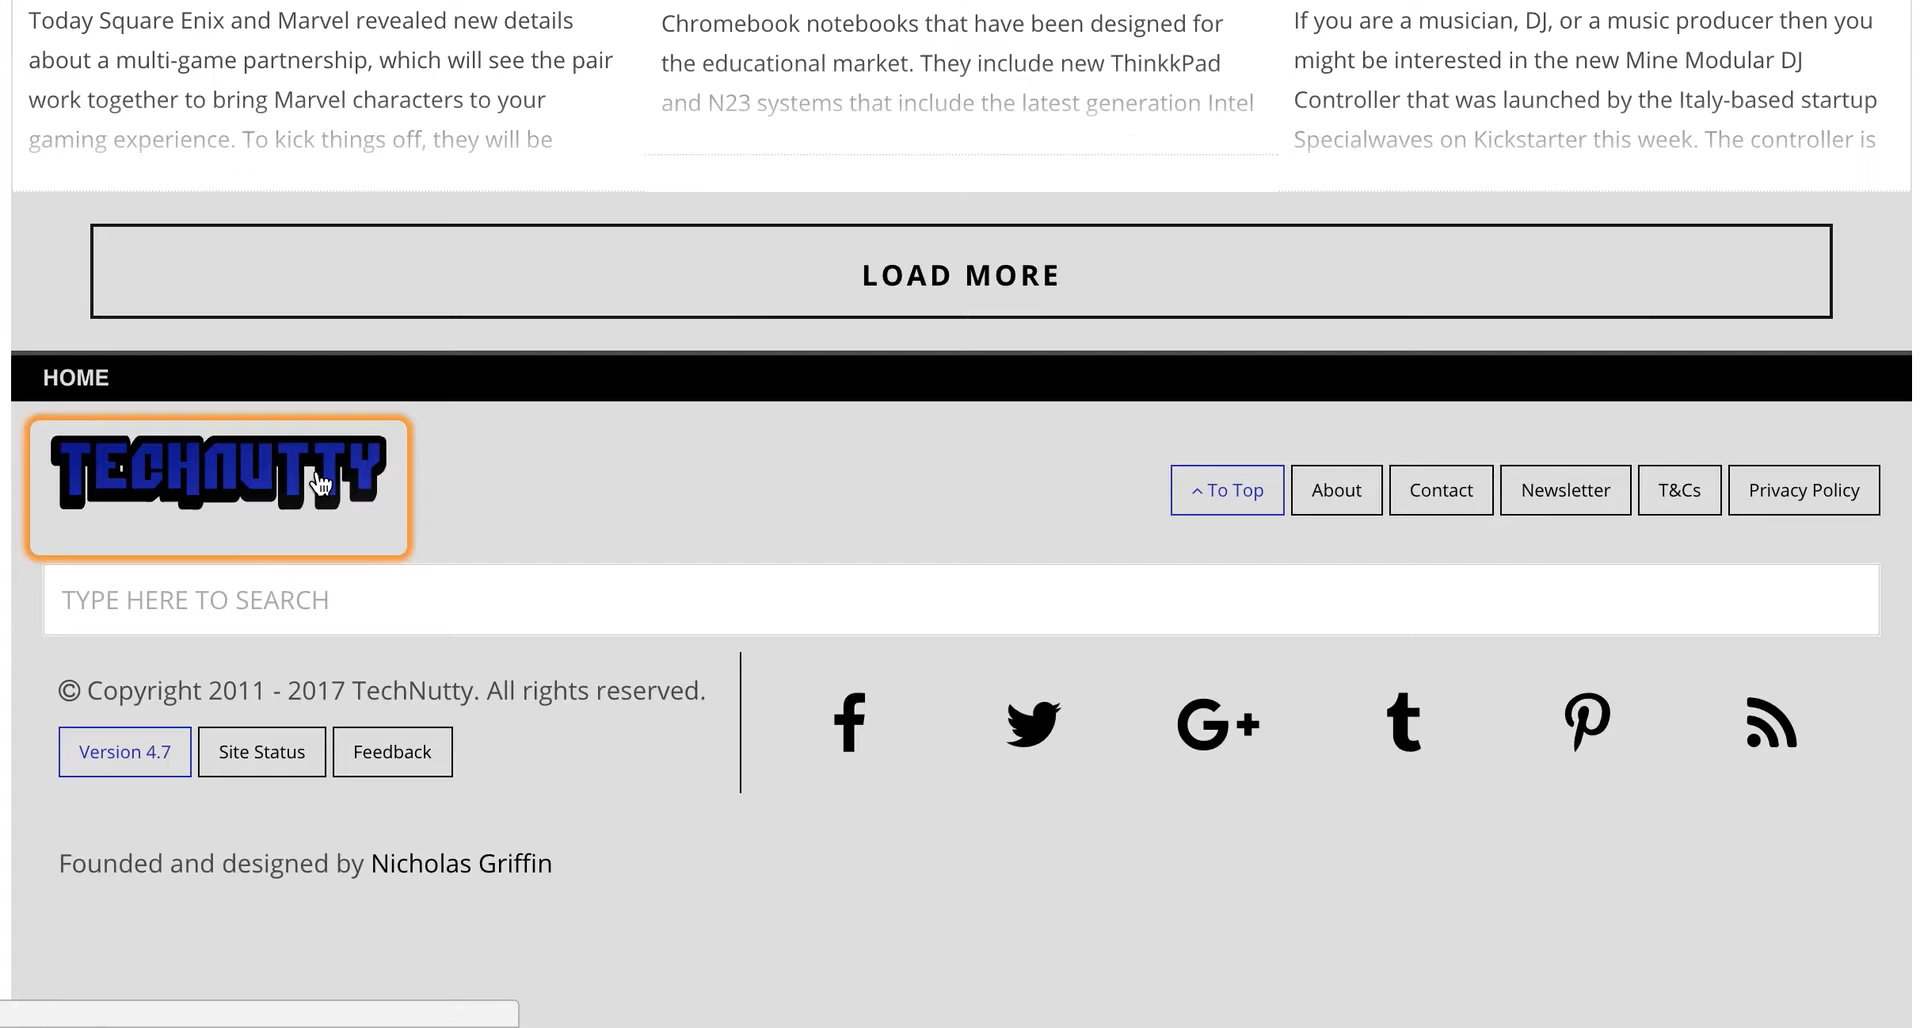 Today Square Enix and Marvel revealed new details
about a multi-game partnership, which will see the pair
work together to bring Marvel characters to your
gaming experience. To kick things off, they will be
Chromebook notebooks that have been designed for
the educational market. They include new ThinkkPad
and N23 systems that include the latest generation Intel
If you are a musician, DJ, or a music producer then you
might be interested in the new Mine Modular DJ
Controller that was launched by the Italy-based startup
Specialwaves on Kickstarter this week. The controller is
LOAD MORE
HOME
TECHNUTTY
To Top
About
Contact
Newsletter
T&Cs
Privacy Policy
TYPE HERE TO SEARCH
© Copyright 2011 - 2017 TechNutty. All rights reserved.
Version 4.7
Site Status
Feedback
Founded and designed by Nicholas Griffin